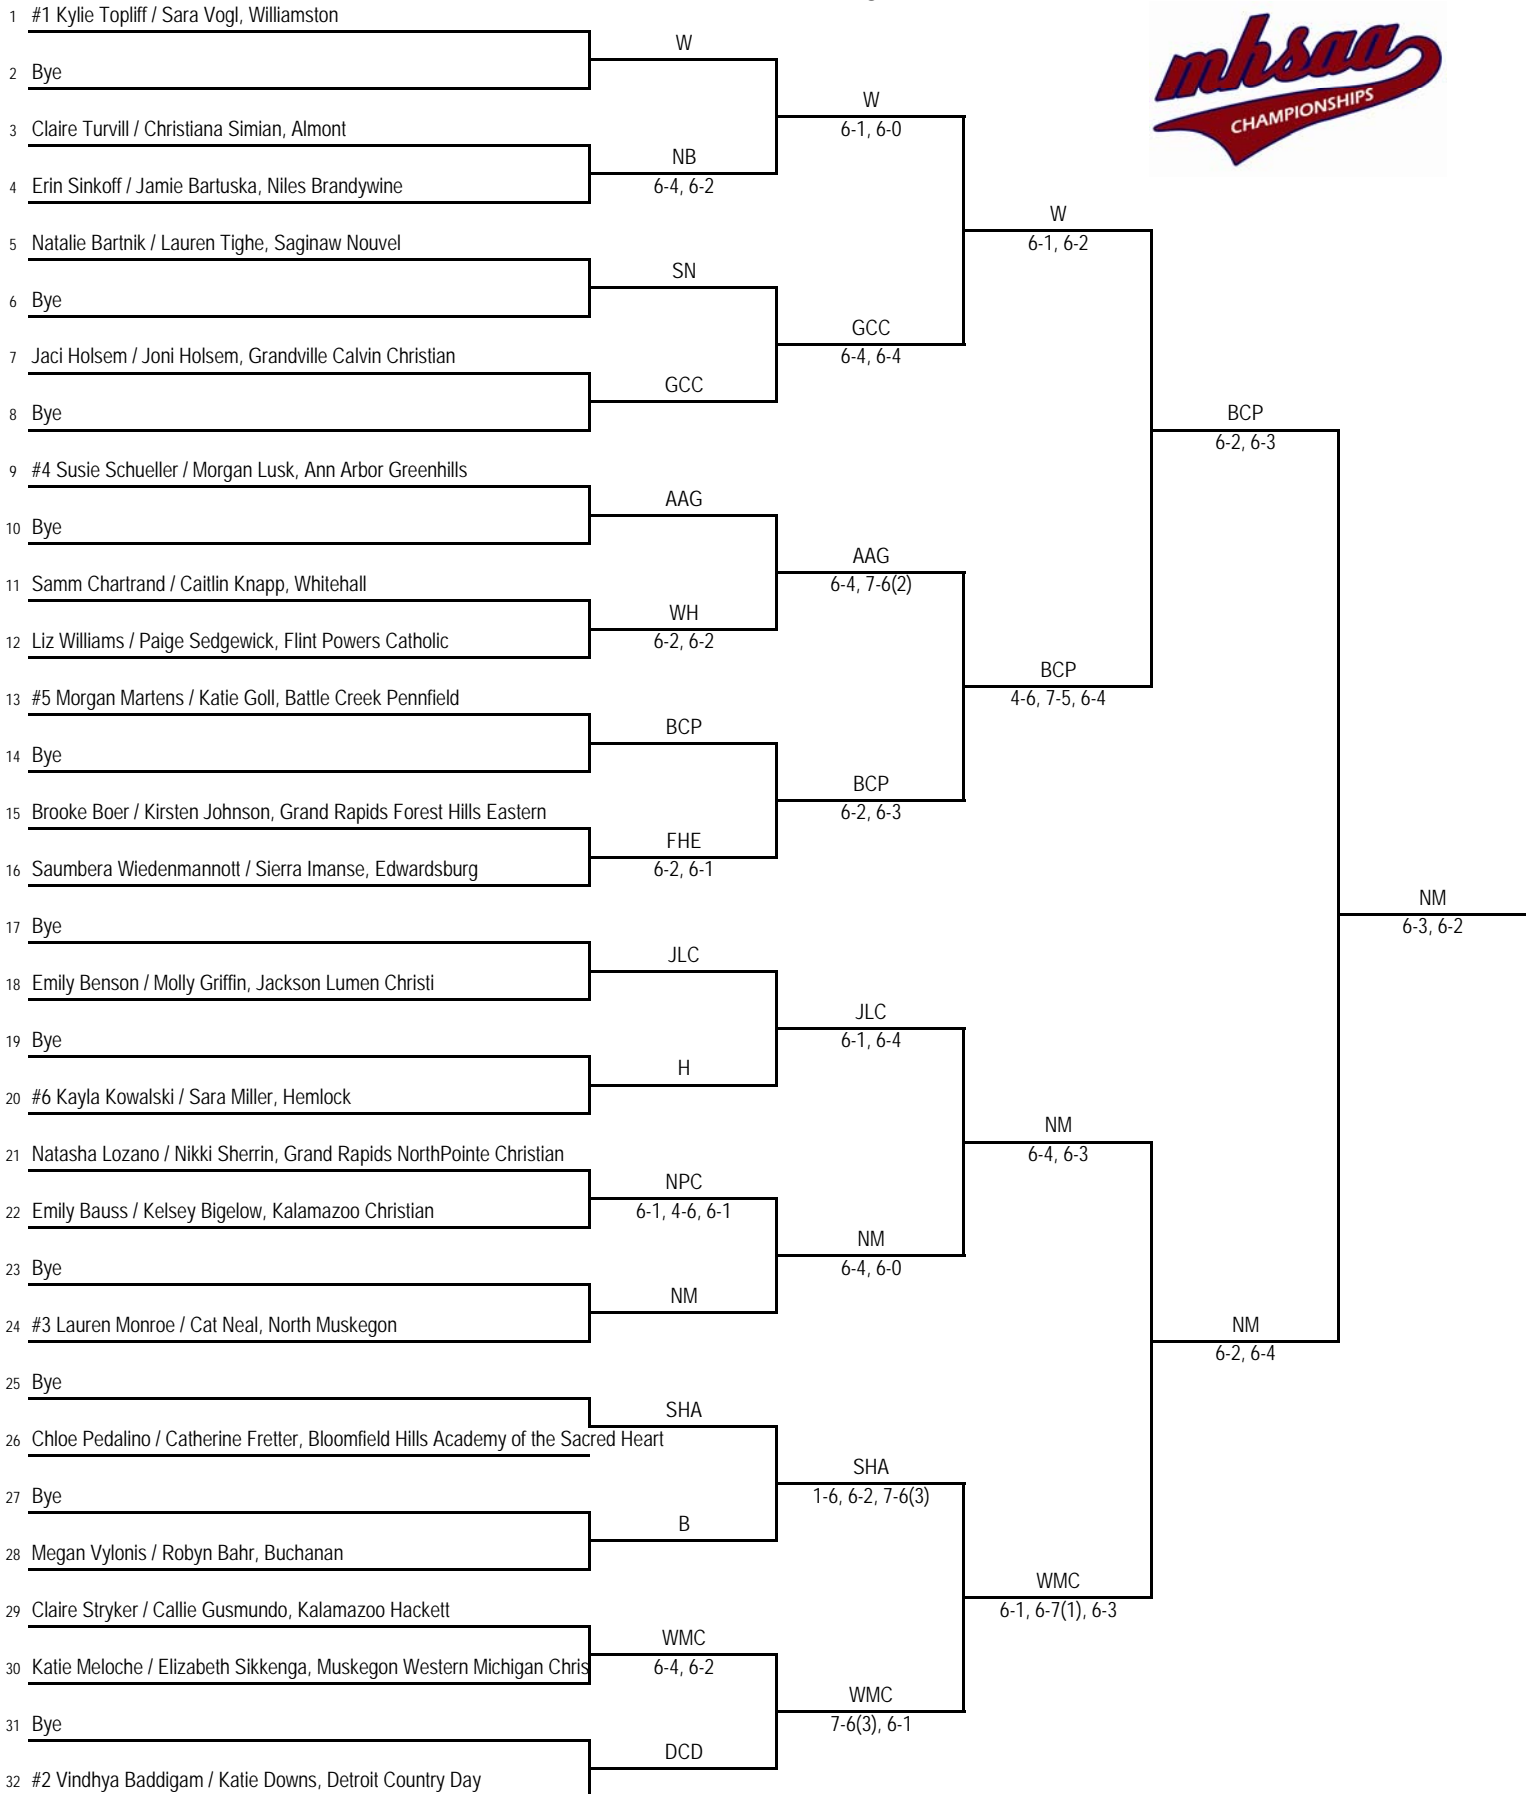 mhsaa
CHAMPIONSHIPS
1 #1 Kylie Topliff / Sara Vogl, Williamston
W
2 Bye
W
6-1, 6-0
3 Claire Turvill / Christiana Simian, Almont
NB
6-4, 6-2
4 Erin Sinkoff / Jamie Bartuska, Niles Brandywine
W
6-1, 6-2
5 Natalie Bartnik / Lauren Tighe, Saginaw Nouvel
SN
6 Bye
GCC
6-4, 6-4
7 Jaci Holsem / Joni Holsem, Grandville Calvin Christian
GCC
8 Bye
BCP
6-2, 6-3
9 #4 Susie Schueller / Morgan Lusk, Ann Arbor Greenhills
AAG
10 Bye
AAG
6-4, 7-6(2)
11 Samm Chartrand / Caitlin Knapp, Whitehall
WH
6-2, 6-2
12 Liz Williams / Paige Sedgewick, Flint Powers Catholic
BCP
4-6, 7-5, 6-4
13 #5 Morgan Martens / Katie Goll, Battle Creek Pennfield
BCP
14 Bye
BCP
6-2, 6-3
15 Brooke Boer / Kirsten Johnson, Grand Rapids Forest Hills Eastern
FHE
6-2, 6-1
16 Saumbera Wiedenmannott / Sierra Imanse, Edwardsburg
NM
6-3, 6-2
17 Bye
JLC
18 Emily Benson / Molly Griffin, Jackson Lumen Christi
JLC
6-1, 6-4
19 Bye
H
20 #6 Kayla Kowalski / Sara Miller, Hemlock
NM
6-4, 6-3
21 Natasha Lozano / Nikki Sherrin, Grand Rapids NorthPointe Christian
NPC
6-1, 4-6, 6-1
22 Emily Bauss / Kelsey Bigelow, Kalamazoo Christian
NM
6-4, 6-0
23 Bye
NM
24 #3 Lauren Monroe / Cat Neal, North Muskegon
NM
6-2, 6-4
25 Bye
SHA
26 Chloe Pedalino / Catherine Fretter, Bloomfield Hills Academy of the Sacred Heart
SHA
1-6, 6-2, 7-6(3)
27 Bye
B
28 Megan Vylonis / Robyn Bahr, Buchanan
WMC
6-1, 6-7(1), 6-3
29 Claire Stryker / Callie Gusmundo, Kalamazoo Hackett
WMC
6-4, 6-2
30 Katie Meloche / Elizabeth Sikkenga, Muskegon Western Michigan Chris
WMC
7-6(3), 6-1
31 Bye
DCD
32 #2 Vindhya Baddigam / Katie Downs, Detroit Country Day